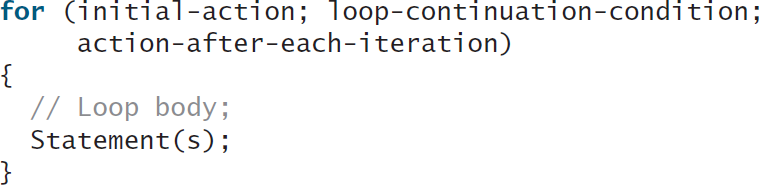 for (initial-action; loop-continuation-condition;
     action-after-each-iteration)
{
  // Loop body;
  Statement(s);
}